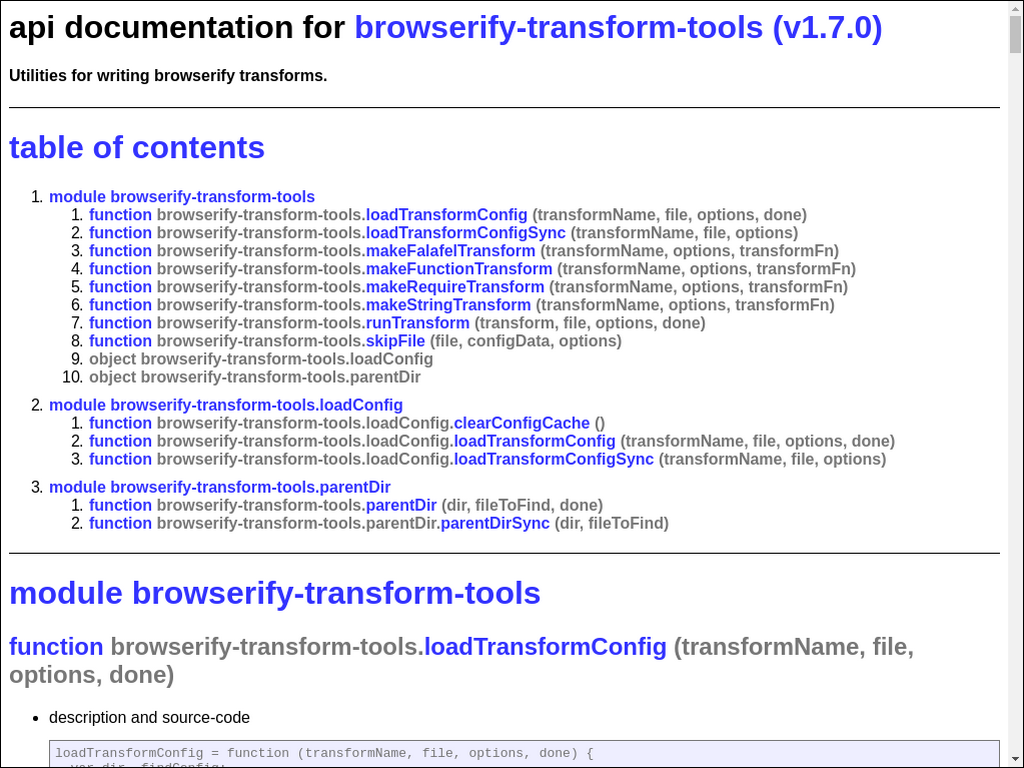 api documentation for browserify-transform-tools (v1.7.0)
Utilities for writing browserify transforms.
table of contents
1. module browserify-transform-tools
1. function browserify-transform-tools.loadTransformConfig (transformName, file, options, done)
2. function browserify-transform-tools.loadTransformConfigSync (transformName, file, options)
3. function browserify-transform-tools.makeFalafelTransform (transformName, options, transformFn)
4. function browserify-transform-tools.makeFunctionTransform (transformName, options, transformFn)
5. function browserify-transform-tools.makeRequireTransform (transformName, options, transformFn)
6. function browserify-transform-tools.makeStringTransform (transformName, options, transformFn)
7. function browserify-transform-tools.runTransform (transform, file, options, done)
8. function browserify-transform-tools.skipFile (file, configData, options)
9. object browserify-transform-tools.loadConfig
10. object browserify-transform-tools.parentDir
2. module browserify-transform-tools.loadConfig
1. function browserify-transform-tools.loadConfig.clearConfigCache ()
2. function browserify-transform-tools.loadConfig.loadTransformConfig (transformName, file, options, done)
3. function browserify-transform-tools.loadConfig.loadTransformConfigSync (transformName, file, options)
3. module browserify-transform-tools.parentDir
1. function browserify-transform-tools.parentDir (dir, fileToFind, done)
2. function browserify-transform-tools.parentDir.parentDirSync (dir, fileToFind)
module browserify-transform-tools
function browserify-transform-tools.loadTransformConfig (transformName, file,
options, done)
• description and source-code
loadTransformConfig = function (transformName, file, options, done) {
var dir, findConfig;